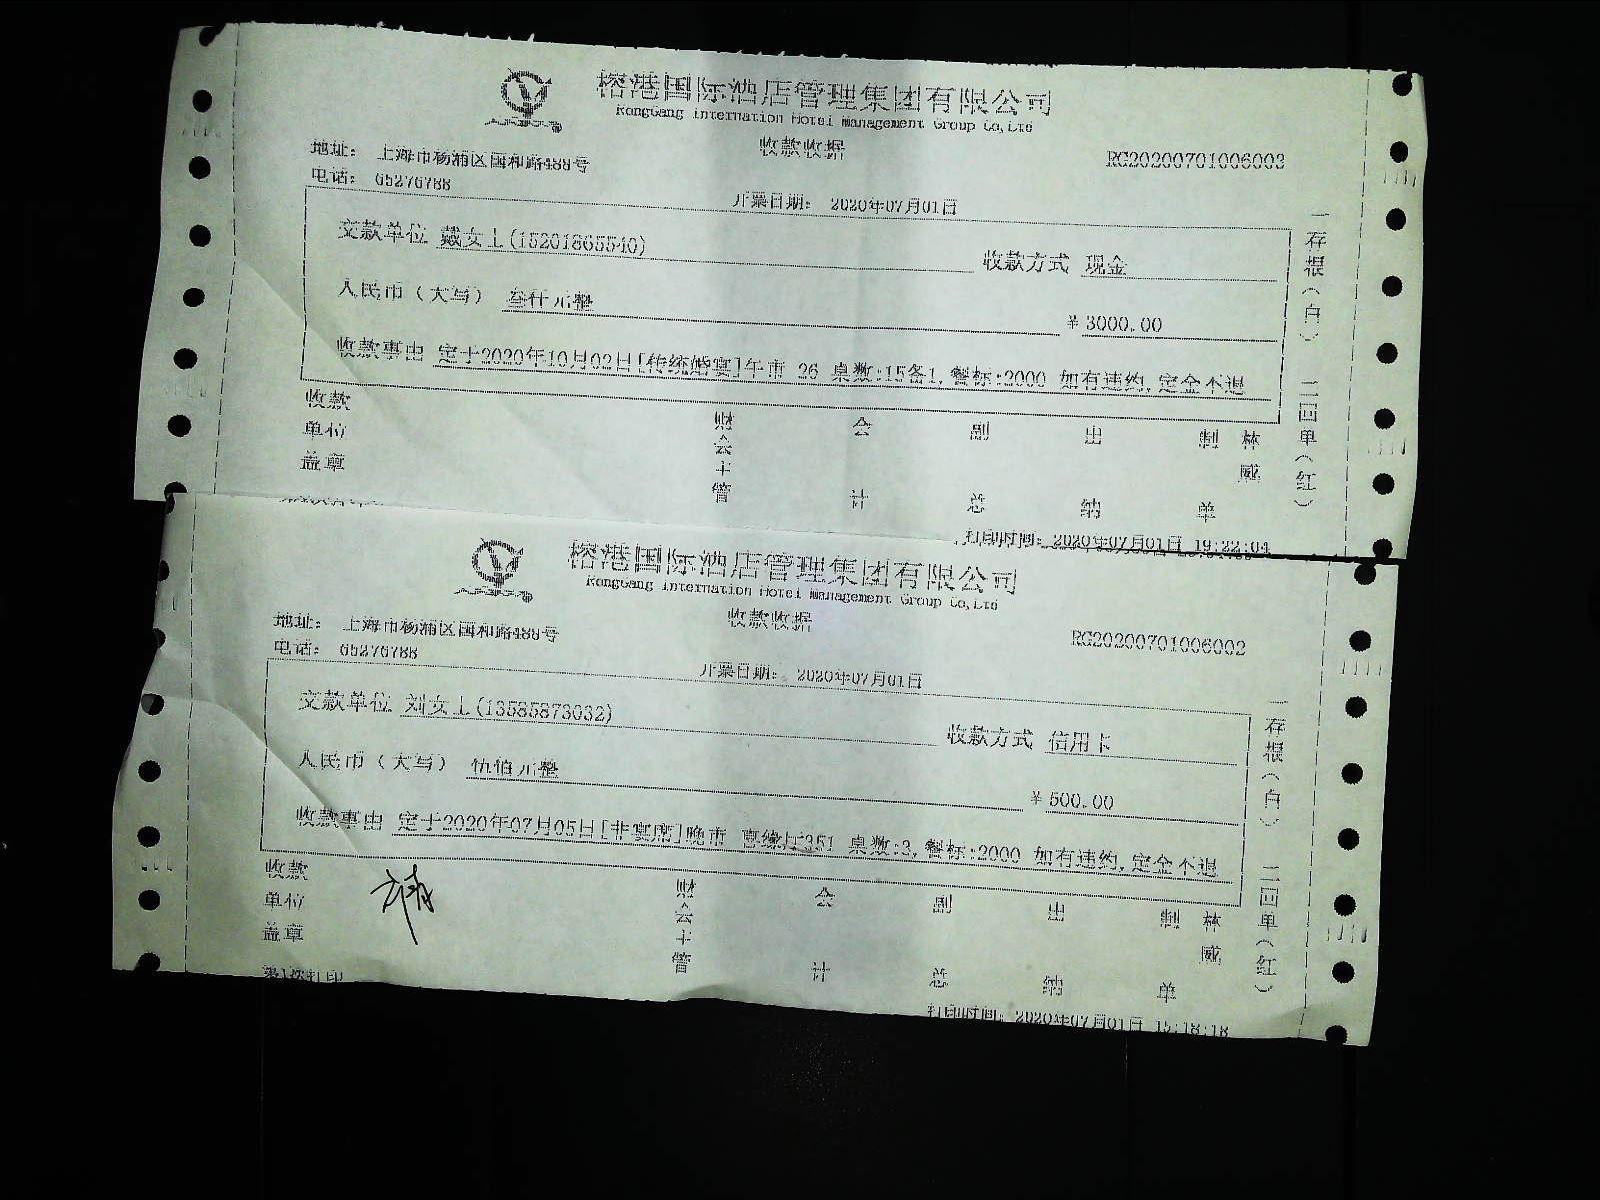 榕港国际酒店管理集团有限公司
RongGang International Hotel Management Group Co,Ltd
收款收据
RG20200701006003
地址: 上海市杨浦区国和路488号
电话: 65276788
开票日期: 2020年07月01日
交款单位 戴女士(15201865540) 收款方式 现金
人民币(大写) 叁仟元整 ¥ 3000.00
收款事由 定于2020年10月02日[传统婚宴]午市 26 桌数:15备1,餐标:2000 如有违约,定金不退
收款单位盖章 财会主管 会计 副总 出纳 制单 林威
一存根(白) 二回单(红)
打印时间: 2020年07月01日 19:22:04
榕港国际酒店管理集团有限公司
RongGang International Hotel Management Group Co,Ltd
收款收据
RG20200701006002
地址: 上海市杨浦区国和路488号
电话: 65276788
开票日期: 2020年07月01日
交款单位 刘女士(13585873032) 收款方式 信用卡
人民币(大写) 伍佰元整 ¥ 500.00
收款事由 定于2020年07月05日[非宴席]晚市 喜缘厅351 桌数:3,餐标:2000 如有违约,定金不退
收款单位盖章 财会主管 会计 副总 出纳 制单 林威
一存根(白) 二回单(红)
第1次打印
打印时间: 2020年07月01日 15:18:18